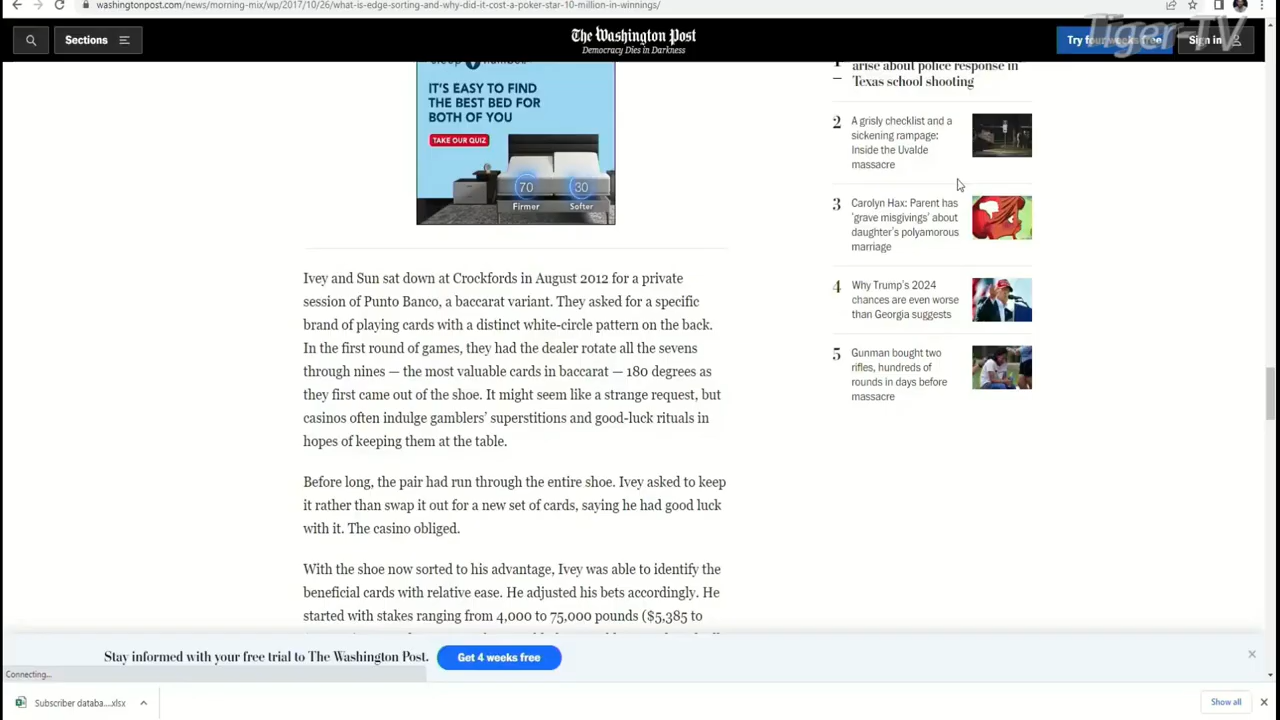 washingtonpost.com/news/morning-mix/wp/2017/10/26/what-is-edge-sorting-and-why-did-it-cost-a-poker-star-10-million-in-winnings/
Sections
The Washington Post
Democracy Dies in Darkness
Try four weeks free
Sign in
Tiger-TV
IT'S EASY TO FIND
THE BEST BED FOR
BOTH OF YOU
TAKE OUR QUIZ
70
Firmer
30
Softer
Ivey and Sun sat down at Crockfords in August 2012 for a private
session of Punto Banco, a baccarat variant. They asked for a specific
brand of playing cards with a distinct white-circle pattern on the back.
In the first round of games, they had the dealer rotate all the sevens
through nines — the most valuable cards in baccarat — 180 degrees as
they first came out of the shoe. It might seem like a strange request, but
casinos often indulge gamblers' superstitions and good-luck rituals in
hopes of keeping them at the table.
Before long, the pair had run through the entire shoe. Ivey asked to keep
it rather than swap it out for a new set of cards, saying he had good luck
with it. The casino obliged.
With the shoe now sorted to his advantage, Ivey was able to identify the
beneficial cards with relative ease. He adjusted his bets accordingly. He
started with stakes ranging from 4,000 to 75,000 pounds ($5,385 to
arise about police response in
Texas school shooting
2
A grisly checklist and a
sickening rampage:
Inside the Uvalde
massacre
3
Carolyn Hax: Parent has
'grave misgivings' about
daughter's polyamorous
marriage
4
Why Trump's 2024
chances are even worse
than Georgia suggests
5
Gunman bought two
rifles, hundreds of
rounds in days before
massacre
Stay informed with your free trial to The Washington Post.
Get 4 weeks free
Connecting...
Subscriber databa....xlsx
Show all